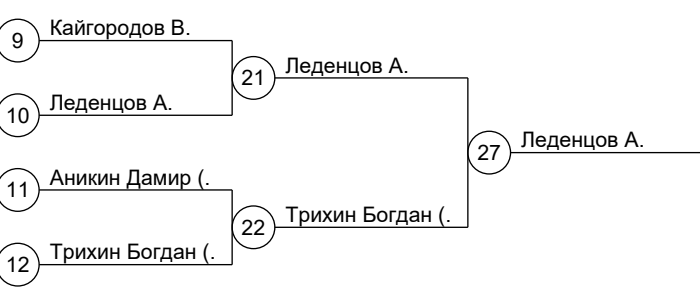 9 Кайгородов В.
21 Леденцов А.
10 Леденцов А.
27 Леденцов А.
11 Аникин Дамир (.
22 Трихин Богдан (.
12 Трихин Богдан (.